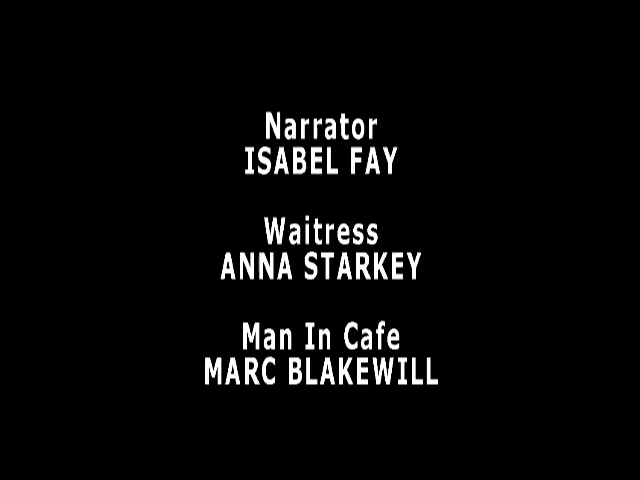 Narrator
ISABEL FAY
Waitress
ANNA STARKEY
Man In Cafe
MARC BLAKEWILL